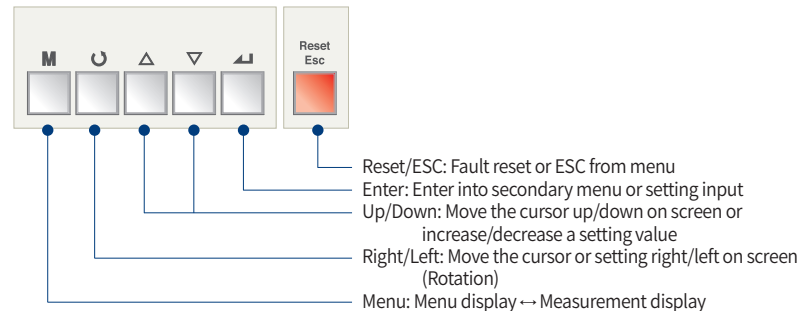 M
Reset
Esc
Reset/ESC: Fault reset or ESC from menu
Enter: Enter into secondary menu or setting input
Up/Down: Move the cursor up/down on screen or
increase/decrease a setting value
Right/Left: Move the cursor or setting right/left on screen
(Rotation)
Menu: Menu display ↔ Measurement display